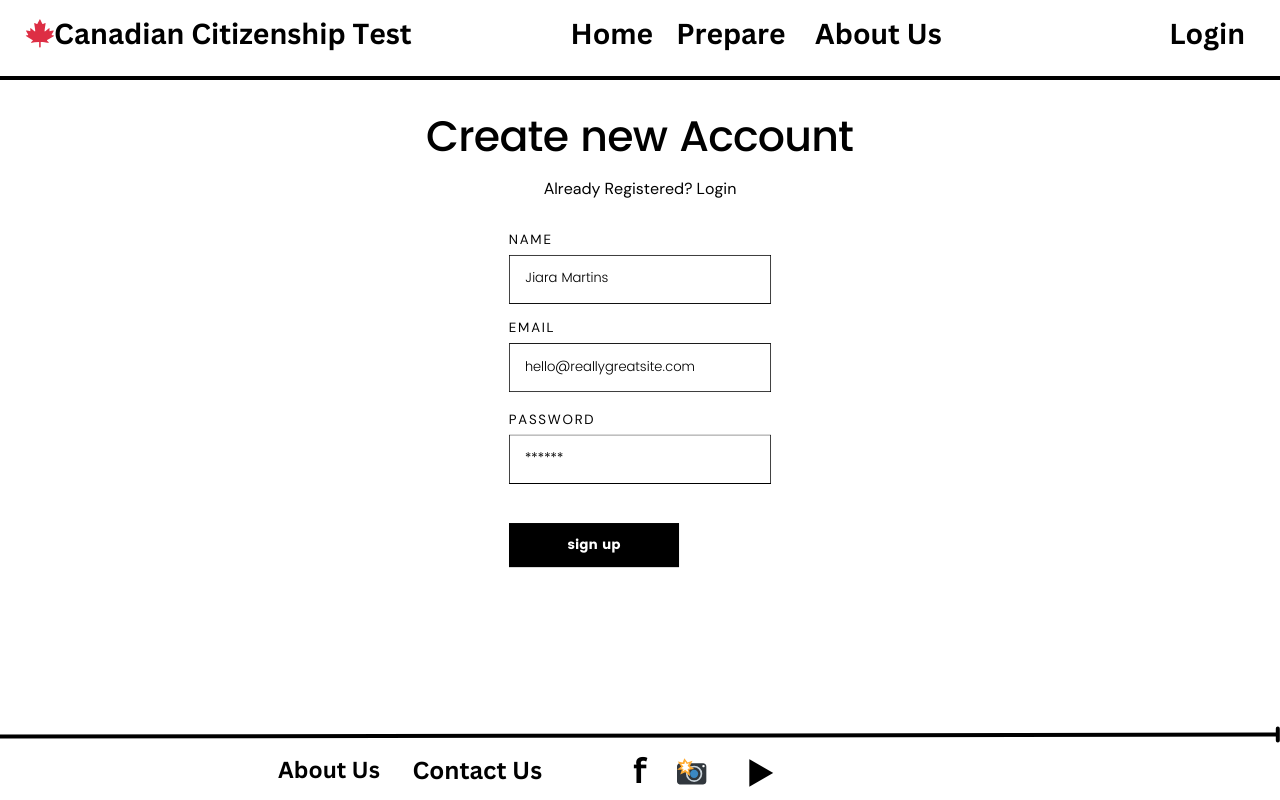 Canadian Citizenship Test Home Prepare About Us Login
Create new Account
Already Registered? Login
NAME
Jiara Martins
EMAIL
hello@reallygreatsite.com
PASSWORD
******
sign up
About Us Contact Us f